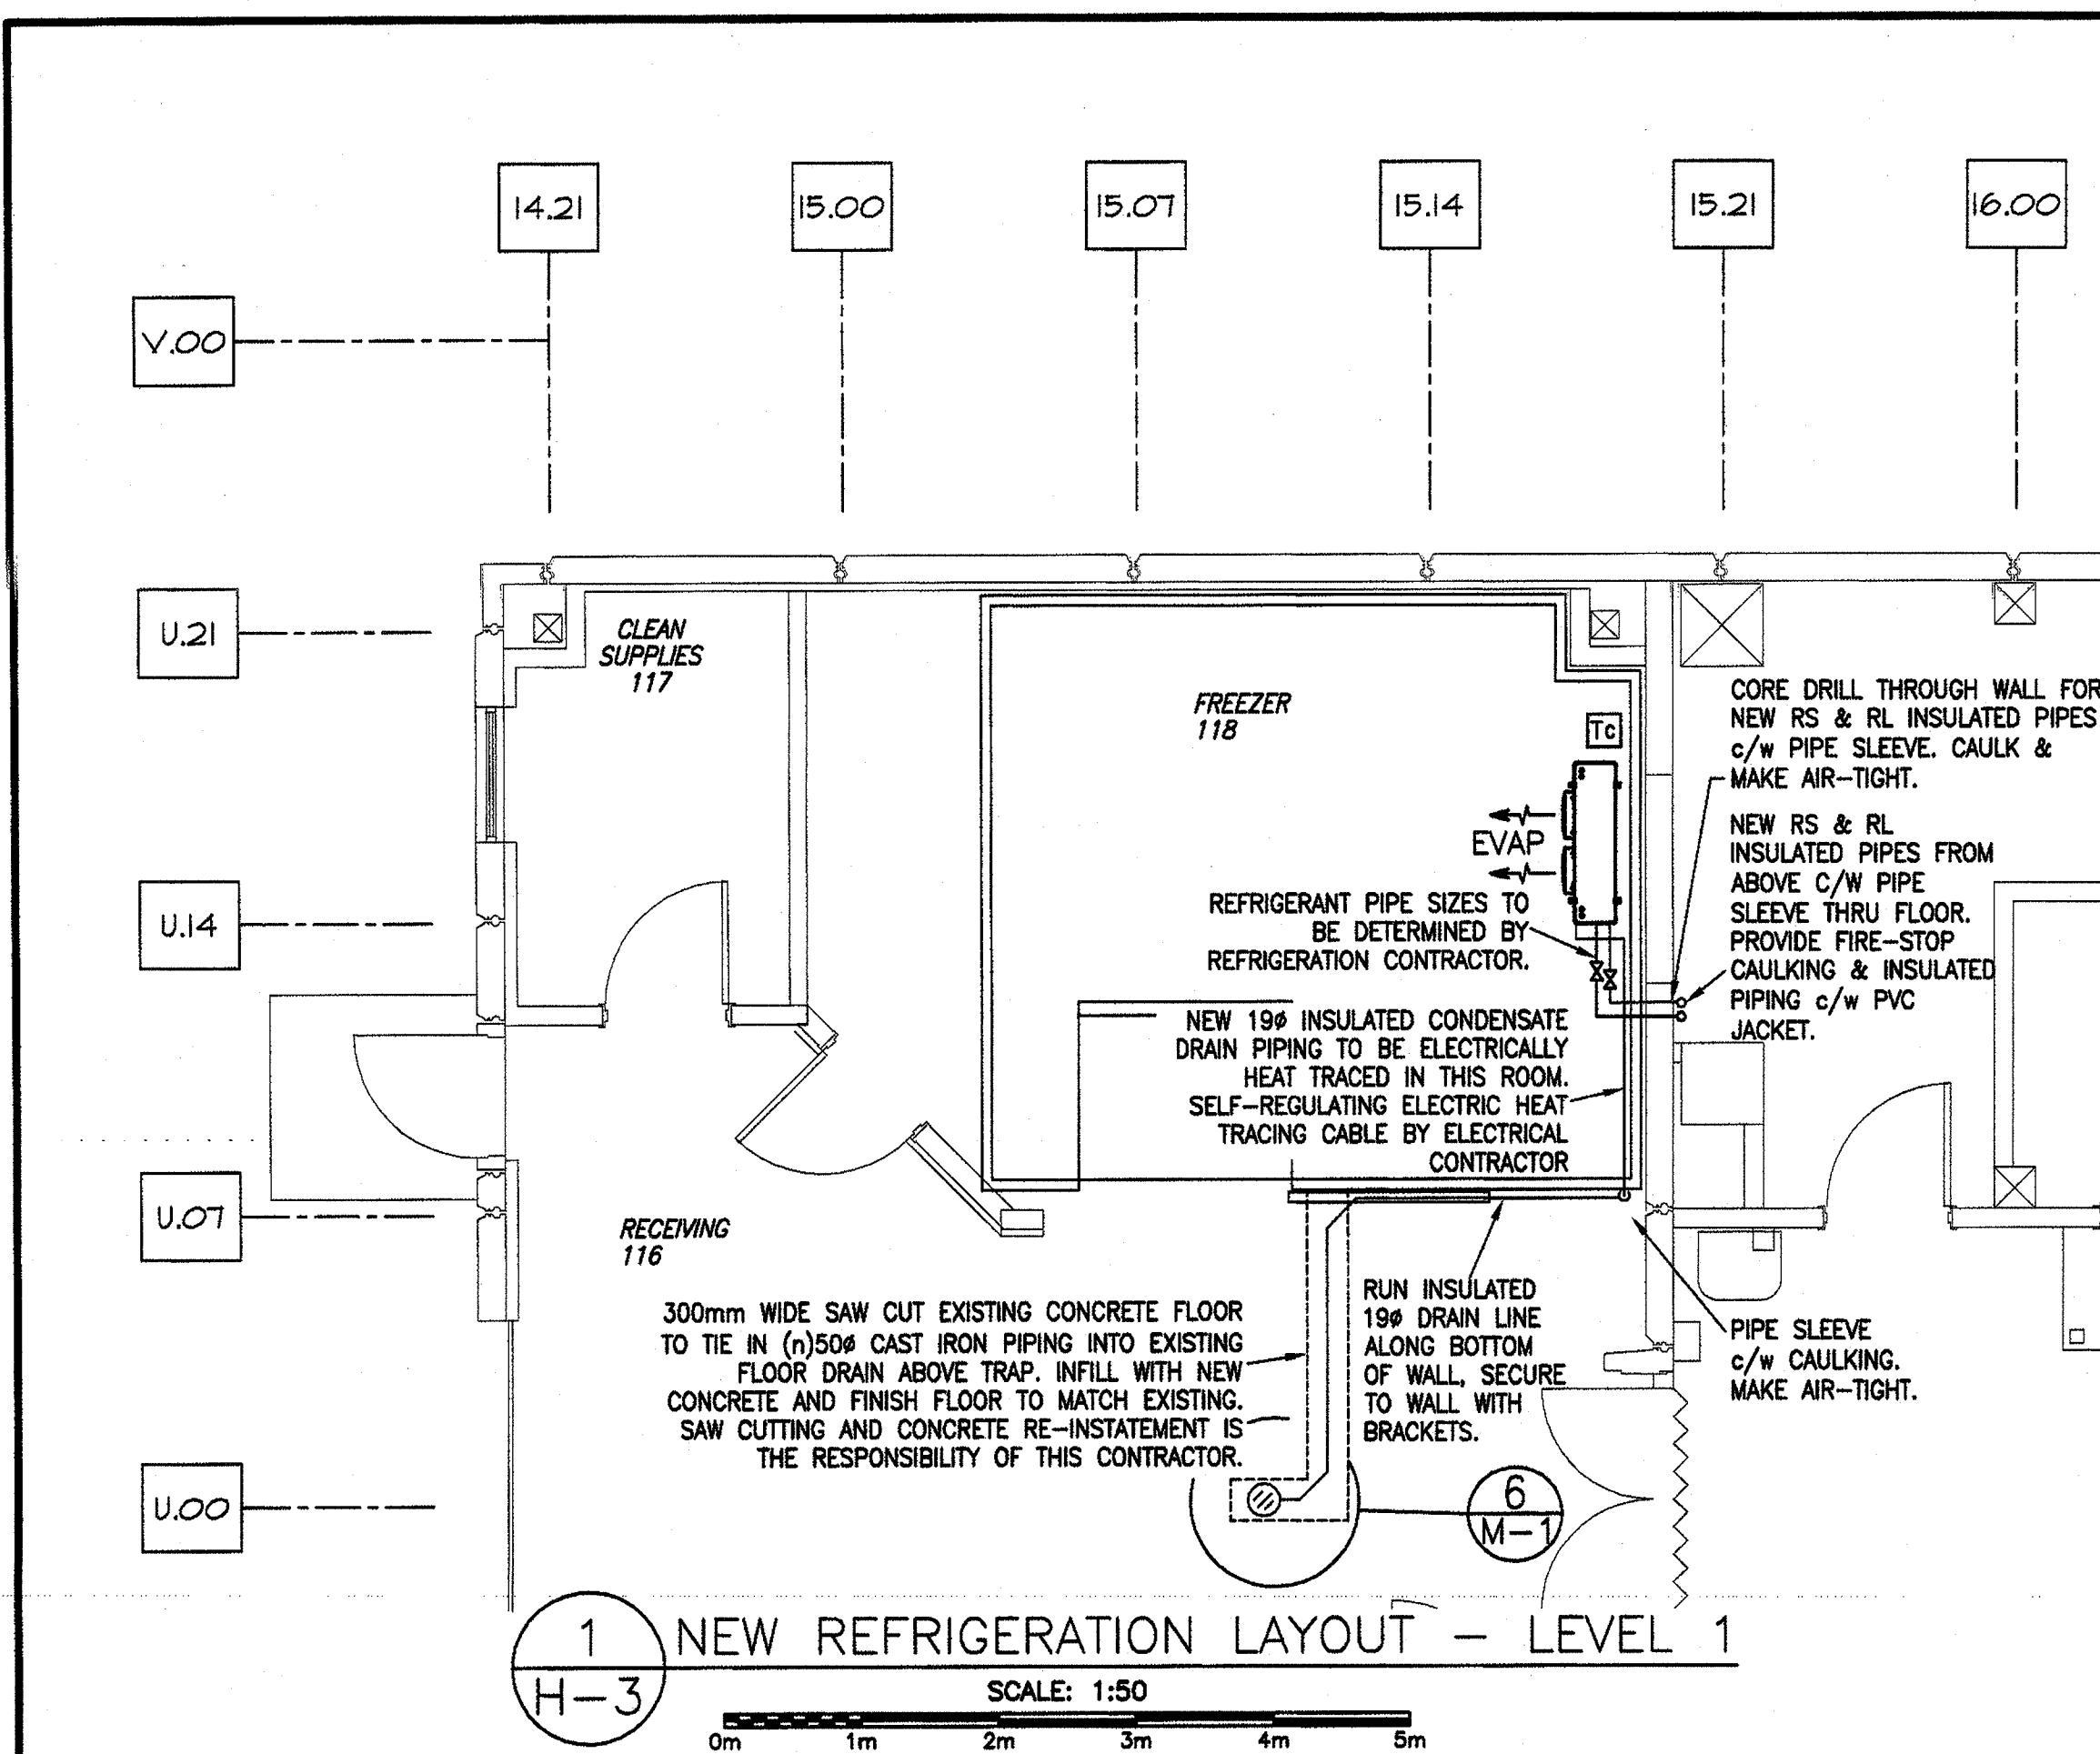 14.21
15.00
15.07
15.14
15.21
16.00
V.00
U.21
U.14
U.07
U.00
CLEAN
SUPPLIES
117
FREEZER
118
Tc
EVAP
CORE DRILL THROUGH WALL FOR
NEW RS & RL INSULATED PIPES
c/w PIPE SLEEVE. CAULK &
MAKE AIR-TIGHT.
NEW RS & RL
INSULATED PIPES FROM
ABOVE C/W PIPE
SLEEVE THRU FLOOR.
PROVIDE FIRE-STOP
CAULKING & INSULATED
PIPING c/w PVC
JACKET.
REFRIGERANT PIPE SIZES TO
BE DETERMINED BY
REFRIGERATION CONTRACTOR.
NEW 19ø INSULATED CONDENSATE
DRAIN PIPING TO BE ELECTRICALLY
HEAT TRACED IN THIS ROOM.
SELF-REGULATING ELECTRIC HEAT
TRACING CABLE BY ELECTRICAL
CONTRACTOR
RECEIVING
116
300mm WIDE SAW CUT EXISTING CONCRETE FLOOR
TO TIE IN (n)50ø CAST IRON PIPING INTO EXISTING
FLOOR DRAIN ABOVE TRAP. INFILL WITH NEW
CONCRETE AND FINISH FLOOR TO MATCH EXISTING.
SAW CUTTING AND CONCRETE RE-INSTATEMENT IS
THE RESPONSIBILITY OF THIS CONTRACTOR.
RUN INSULATED
19ø DRAIN LINE
ALONG BOTTOM
OF WALL, SECURE
TO WALL WITH
BRACKETS.
PIPE SLEEVE
c/w CAULKING.
MAKE AIR-TIGHT.
6
M-1
1
H-3
NEW REFRIGERATION LAYOUT - LEVEL 1
SCALE: 1:50
0m 1m 2m 3m 4m 5m